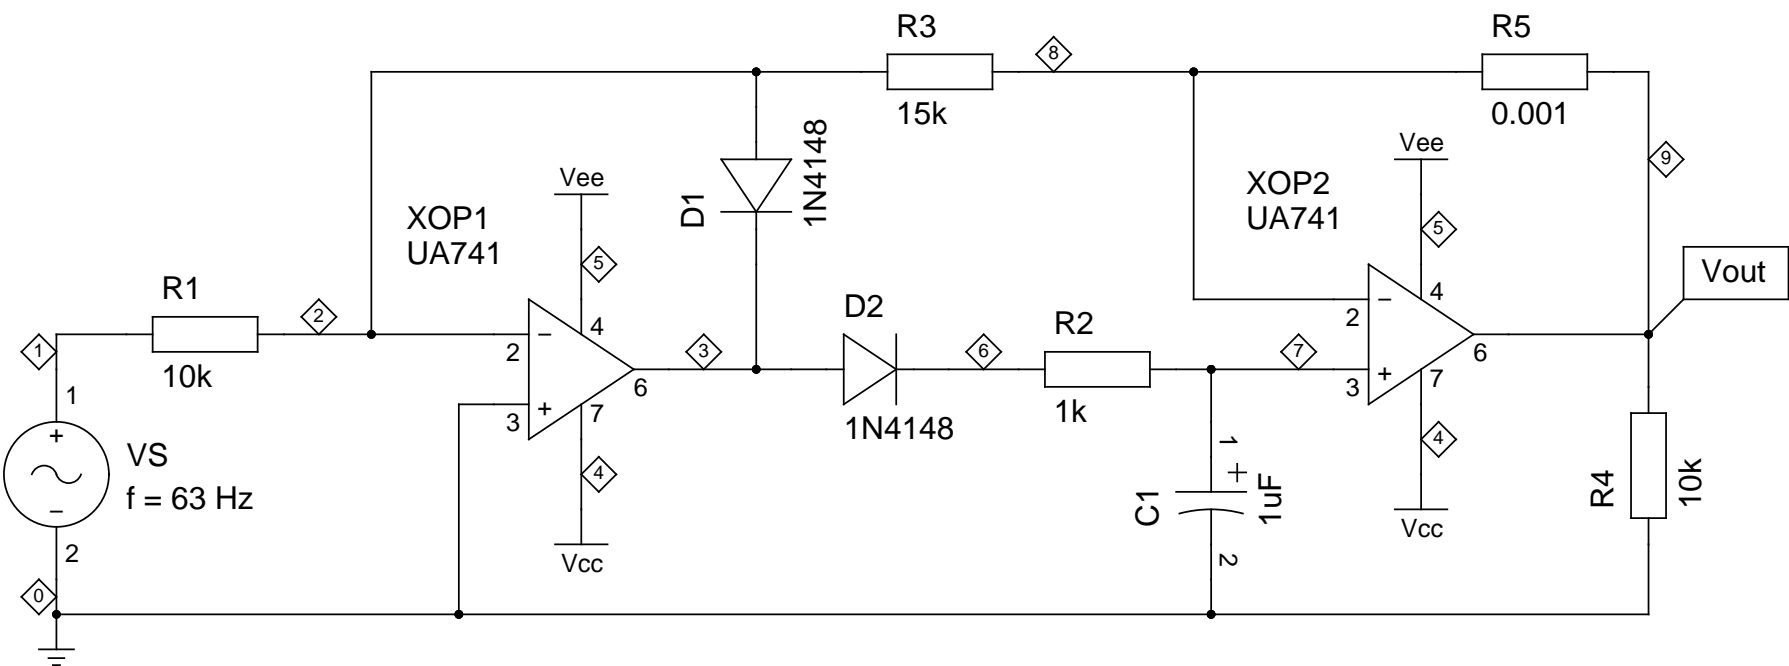 R3
15k
8
R5
0.001
9
Vee
5
4
XOP2
UA741
2
3
6
7
4
Vcc
Vout
D1
1N4148
Vee
5
XOP1
UA741
4
2
3
6
7
4
Vcc
R1
10k
1
2
3
D2
1N4148
6
R2
1k
7
1
+
C1
1uF
2
R4
10k
1
+
VS
f = 63 Hz
−
2
0
−
+
−
+